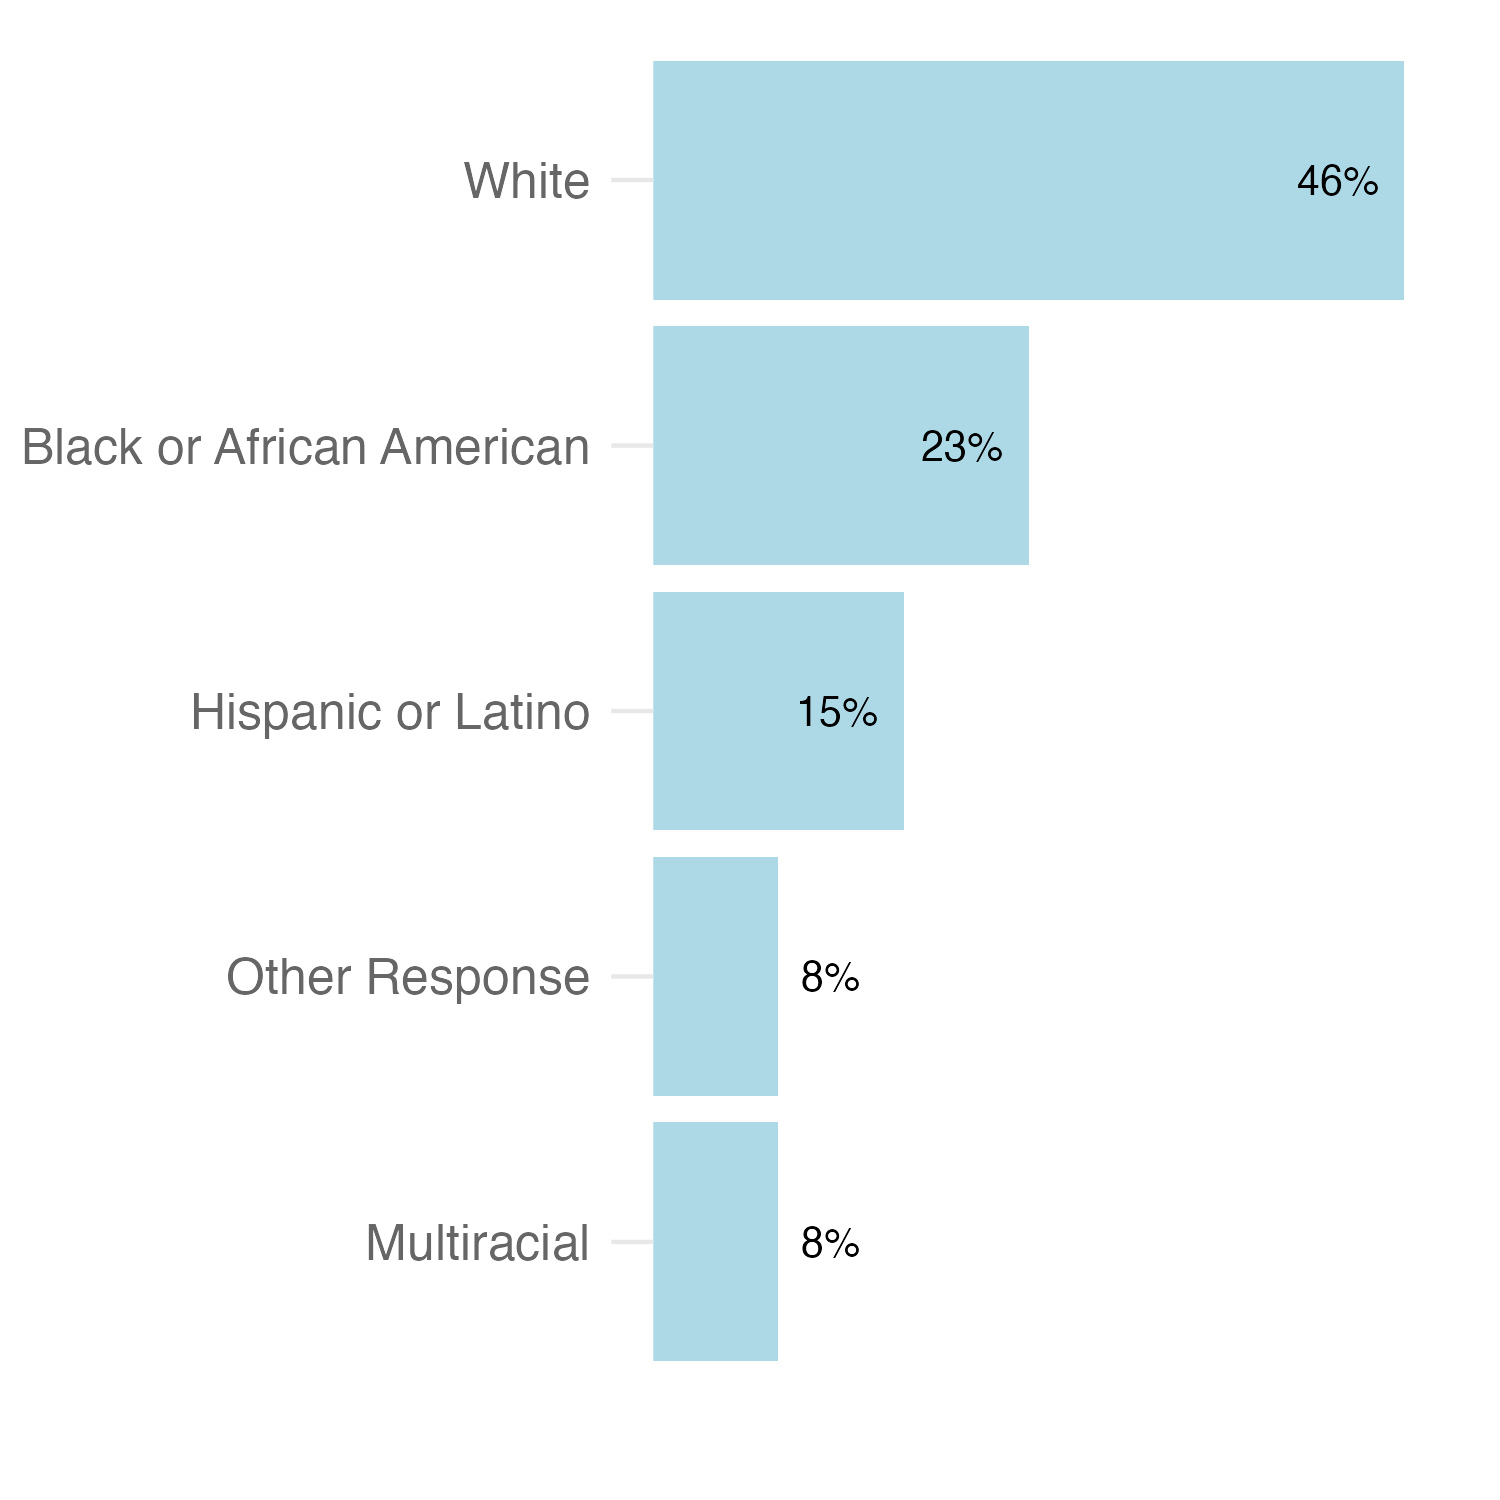 White
46%
Black or African American
23%
Hispanic or Latino
15%
Other Response
8%
Multiracial
8%